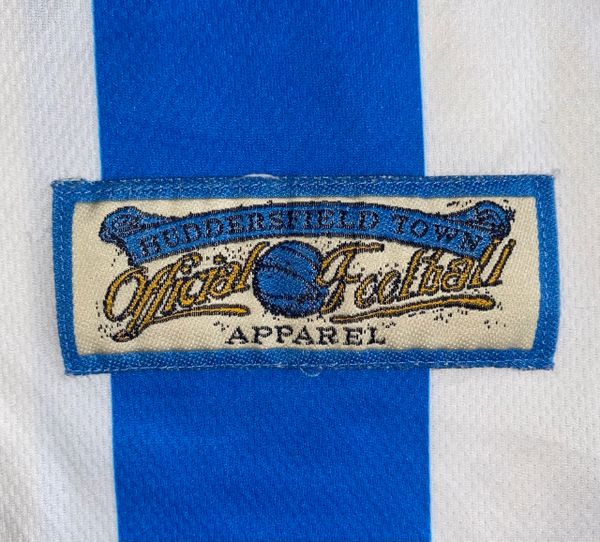 HUDDERSFIELD TOWN
Official Football
APPAREL